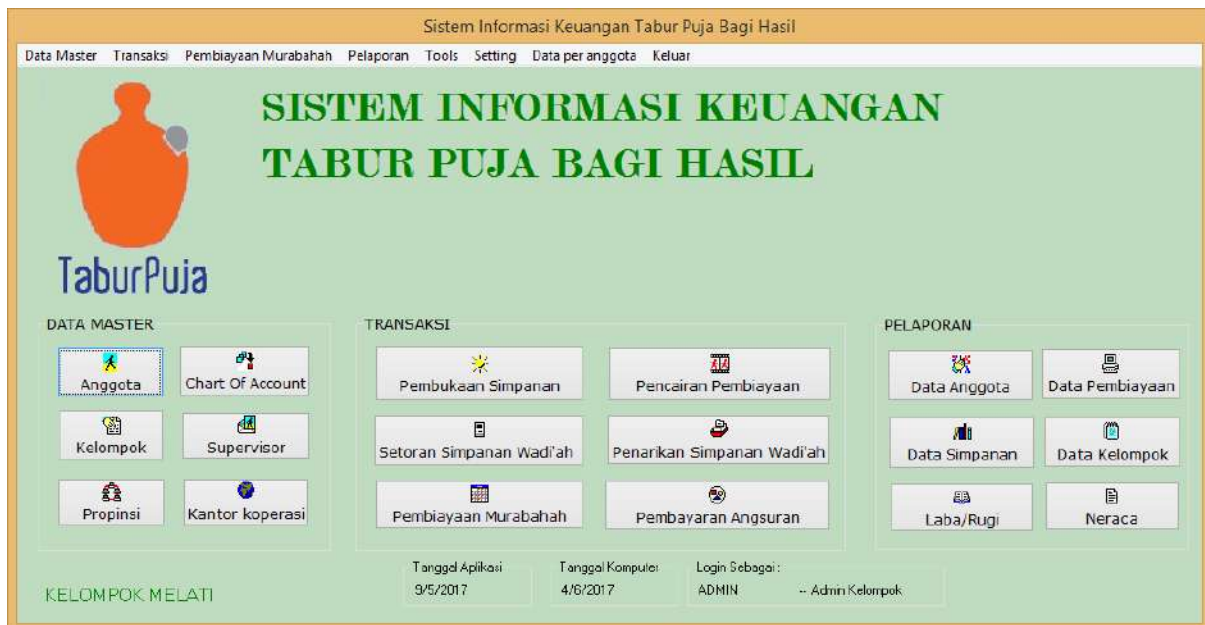 Sistem Informasi Keuangan Tabur Puja Bagi Hasil
Data Master Transaksi Pembiayaan Murabahah Pelaporan Tools Setting Data per anggota Keluar
SISTEM INFORMASI KEUANGAN
TABUR PUJA BAGI HASIL
TaburPuja
DATA MASTER
Anggota Chart Of Account
Kelompok Supervisor
Propinsi Kantor koperasi
TRANSAKSI
Pembukaan Simpanan Pencairan Pembiayaan
Setoran Simpanan Wadi'ah Penarikan Simpanan Wadi'ah
Pembiayaan Murabahah Pembayaran Angsuran
PELAPORAN
Data Anggota Data Pembiayaan
Data Simpanan Data Kelompok
Laba/Rugi Neraca
KELOMPOK MELATI
Tanggal Aplikasi Tanggal Komputer Login Sebagai :
9/5/2017 4/6/2017 ADMIN -- Admin Kelompok